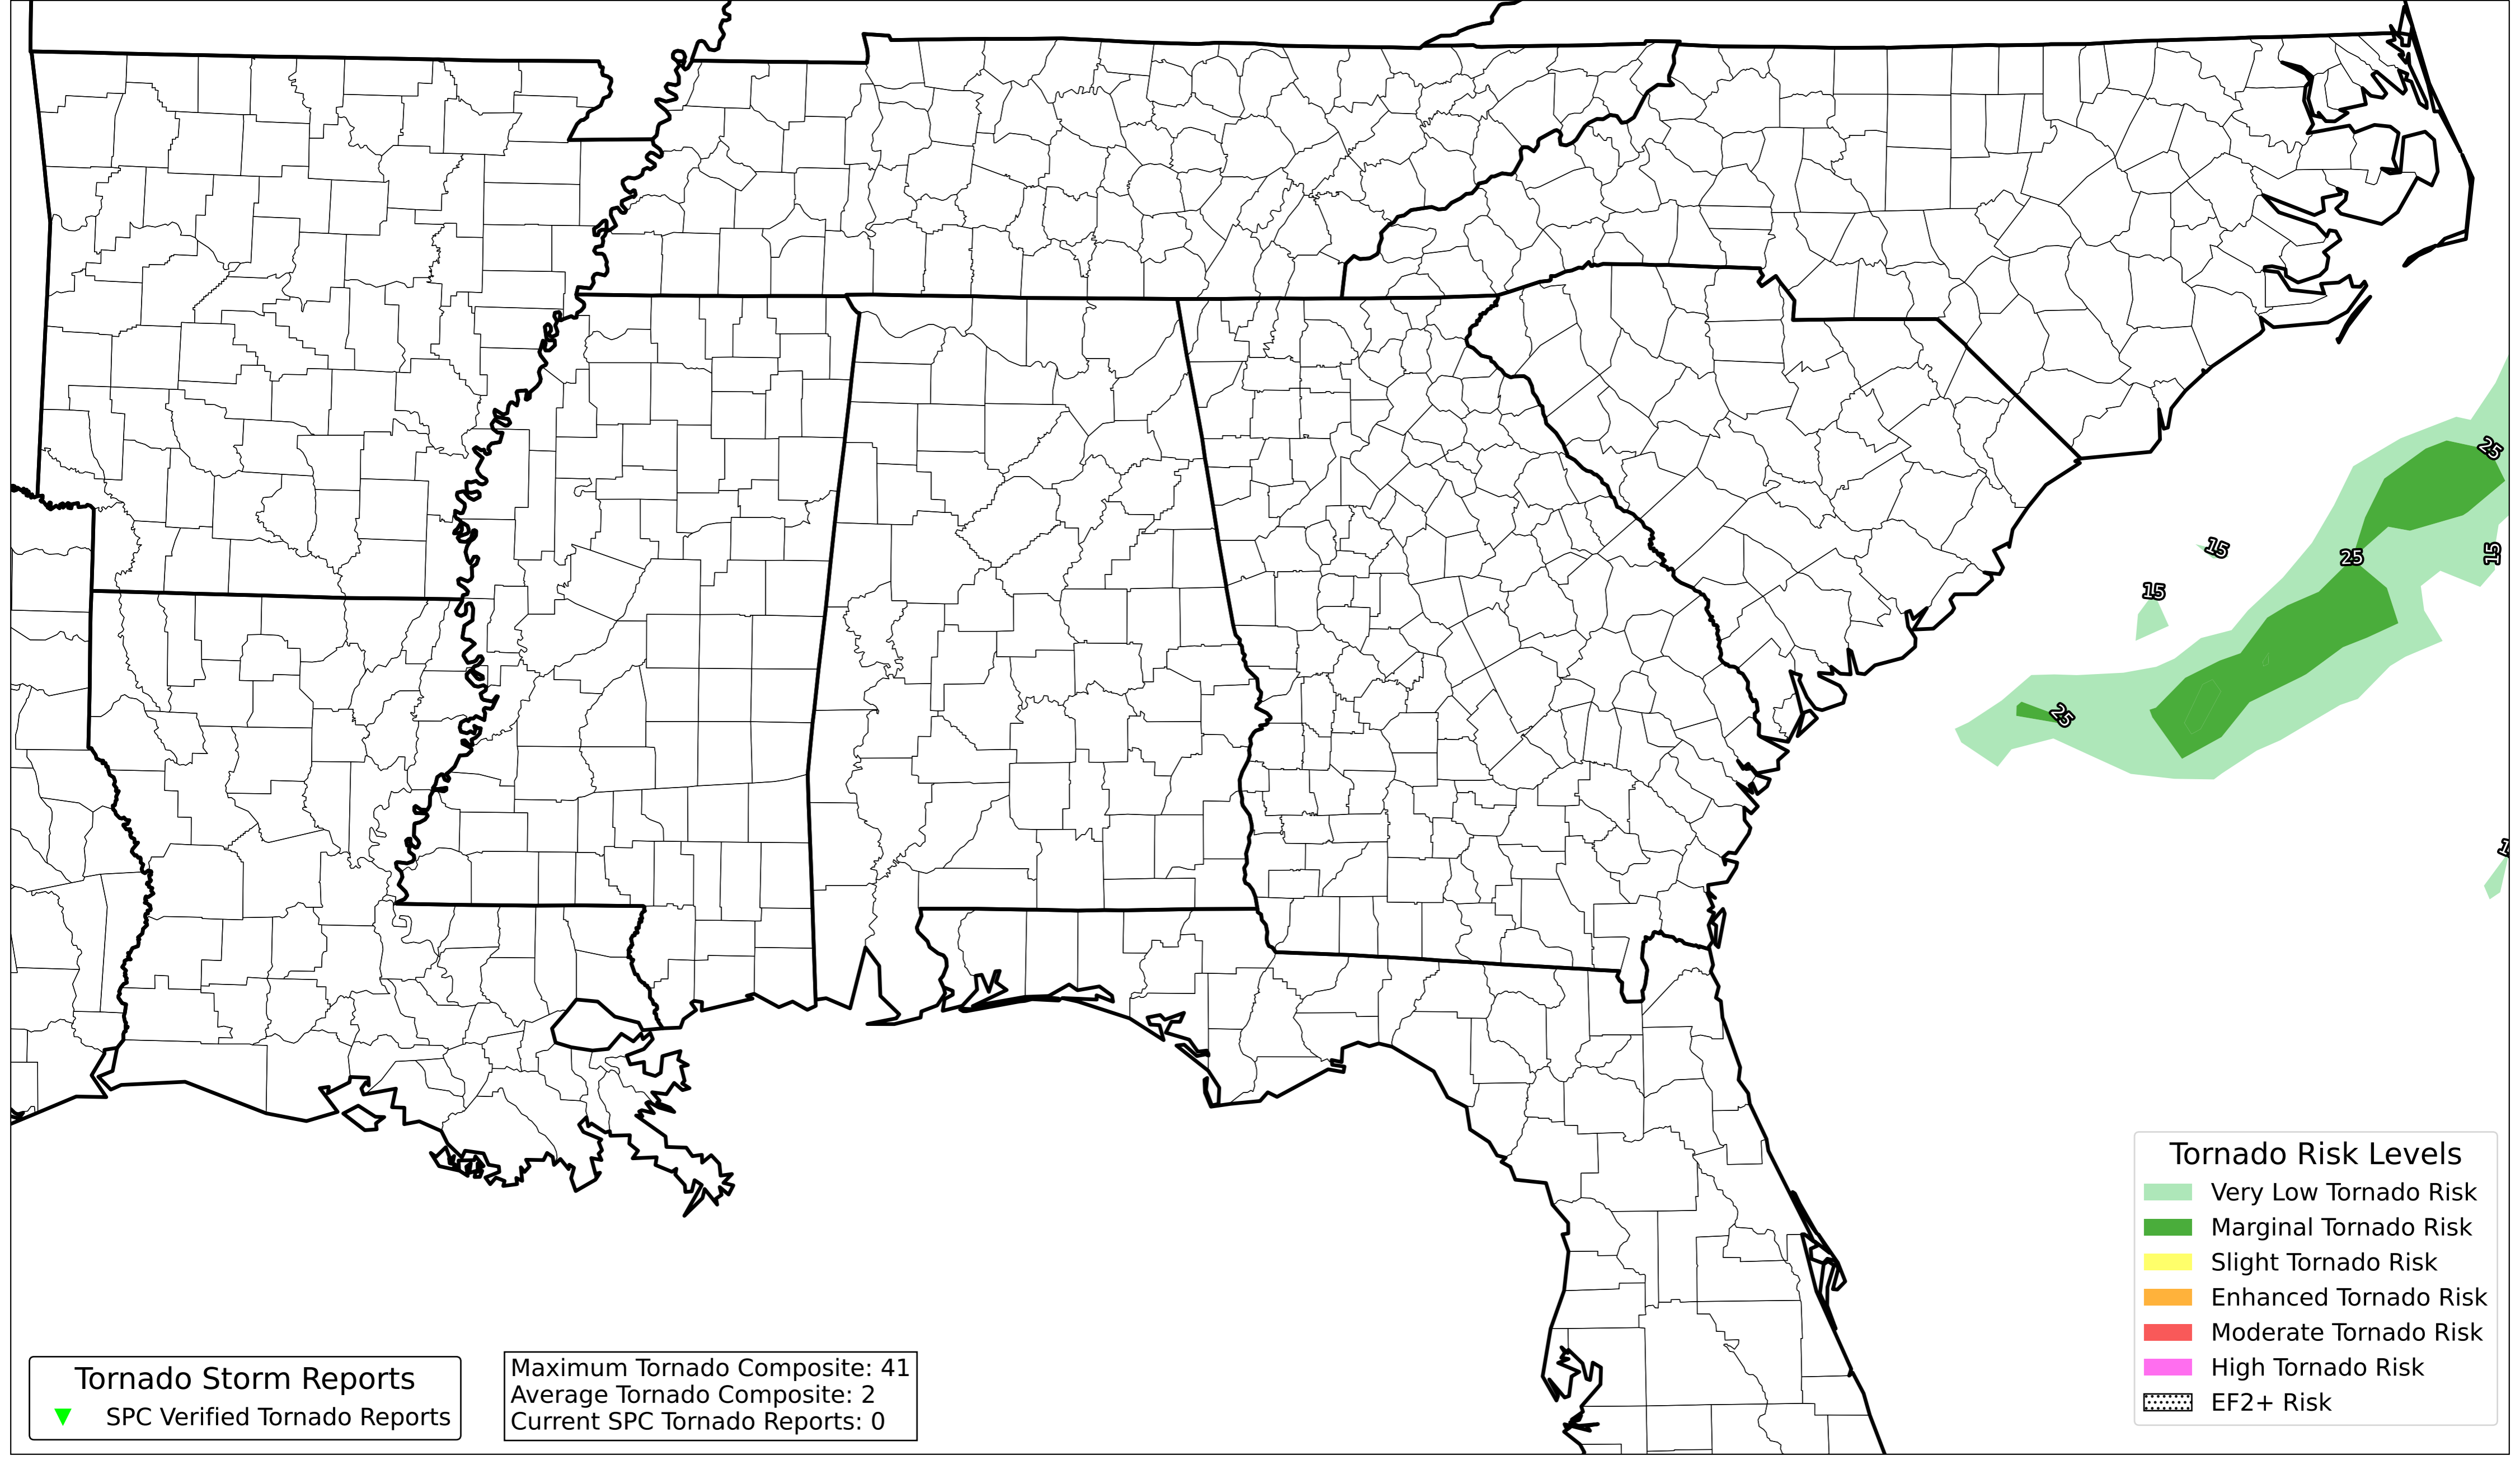 25
15
25
15
15
25
Tornado Risk Levels
Very Low Tornado Risk
Marginal Tornado Risk
Slight Tornado Risk
Enhanced Tornado Risk
Moderate Tornado Risk
High Tornado Risk
EF2+ Risk
Tornado Storm Reports
SPC Verified Tornado Reports
Maximum Tornado Composite: 41
Average Tornado Composite: 2
Current SPC Tornado Reports: 0